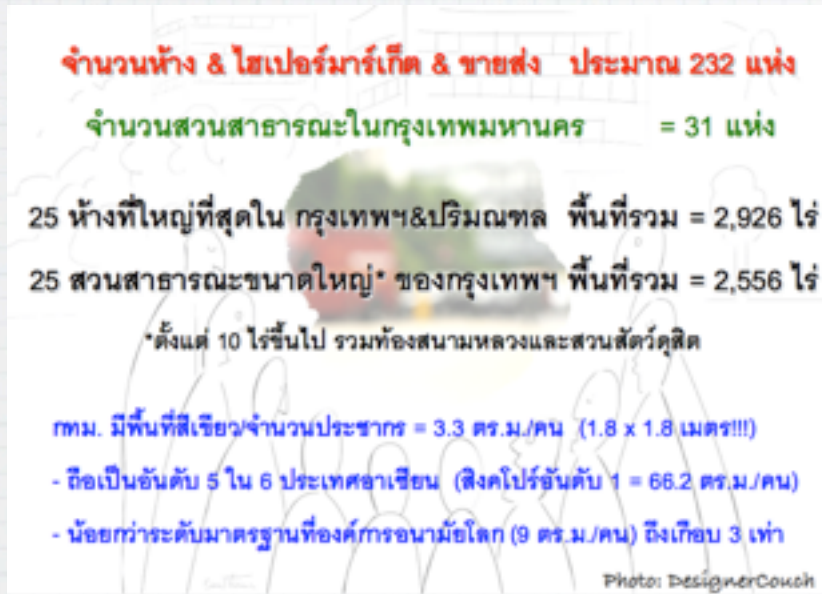 จำนวนห้าง & ไฮเปอร์มาร์เก็ต & ขายส่ง ประมาณ 232 แห่ง
จำนวนสวนสาธารณะในกรุงเทพมหานคร = 31 แห่ง
25 ห้างที่ใหญ่ที่สุดใน กรุงเทพฯ&ปริมณฑล พื้นที่รวม = 2,926 ไร่
25 สวนสาธารณะขนาดใหญ่* ของกรุงเทพฯ พื้นที่รวม = 2,556 ไร่
*ตั้งแต่ 10 ไร่ขึ้นไป รวมท้องสนามหลวงและสวนสัตว์ดุสิต
กทม. มีพื้นที่สีเขียว/จำนวนประชากร = 3.3 ตร.ม./คน (1.8 x 1.8 เมตร!!!)
- ถือเป็นอันดับ 5 ใน 6 ประเทศอาเซียน (สิงคโปร์อันดับ 1 = 66.2 ตร.ม./คน)
- น้อยกว่าระดับมาตรฐานที่องค์การอนามัยโลก (9 ตร.ม./คน) ถึงเกือบ 3 เท่า
Photo: DesignerCouch